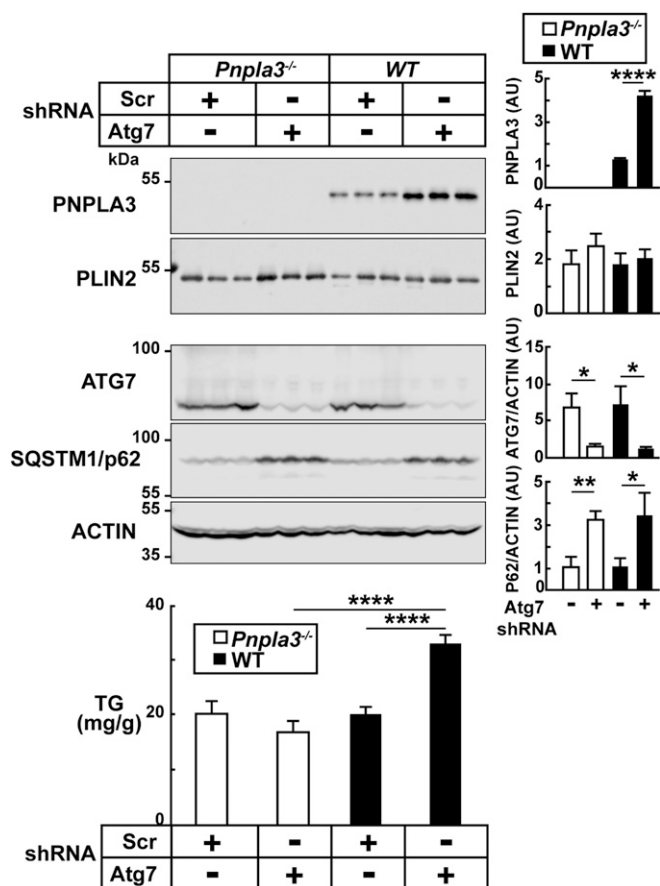 Pnpla3-/- WT
shRNA
Scr + - + -
Atg7 - + - +
kDa
PNPLA3 55
PLIN2 55
ATG7 100
SQSTM1/p62 100
55
ACTIN 55
35
Pnpla3-/-
WT
PNPLA3 (AU)
5
3
1
0
****
PLIN2 (AU)
4
2
0
ATG7/ACTIN (AU)
10
5
0
* *
P62/ACTIN (AU)
5
3
1
0
** *
Atg7 - + - +
shRNA
TG
(mg/g)
40
20
0
Pnpla3-/-
WT
****
****
shRNA
Scr + - + -
Atg7 - + - +